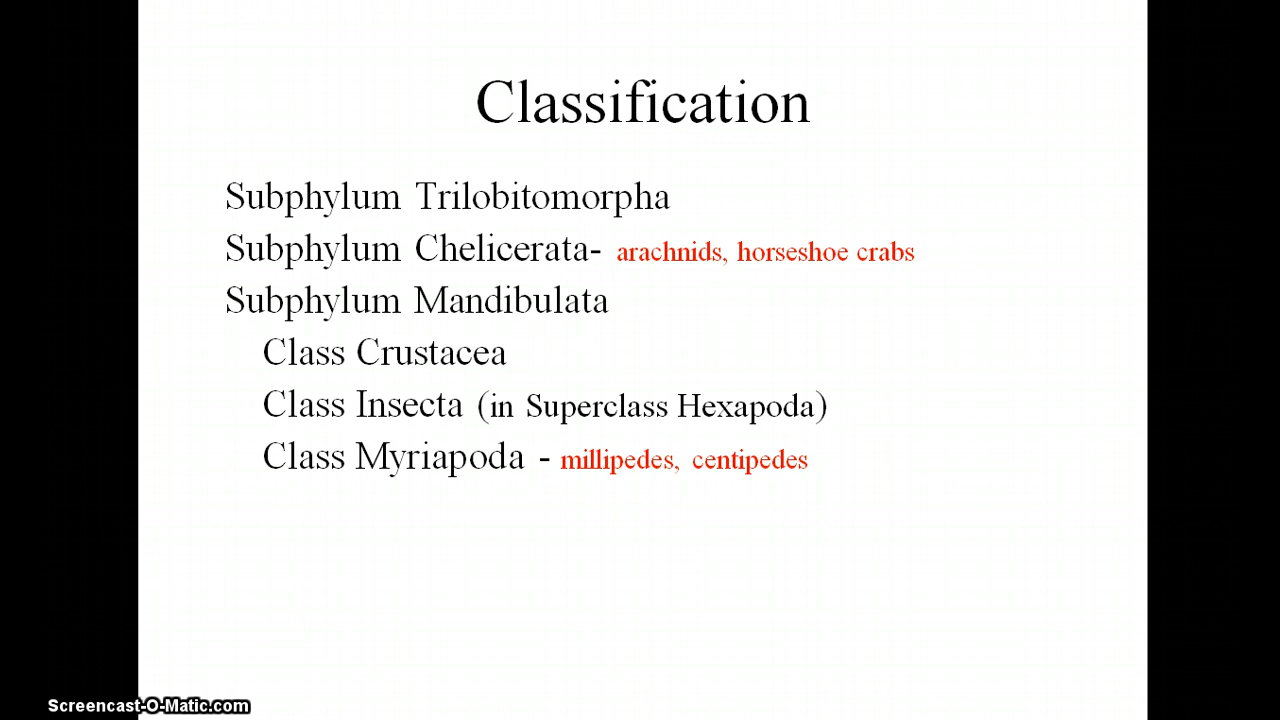 Classification
Subphylum Trilobitomorpha
Subphylum Chelicerata- arachnids, horseshoe crabs
Subphylum Mandibulata
Class Crustacea
Class Insecta (in Superclass Hexapoda)
Class Myriapoda - millipedes, centipedes
Screencast-O-Matic.com